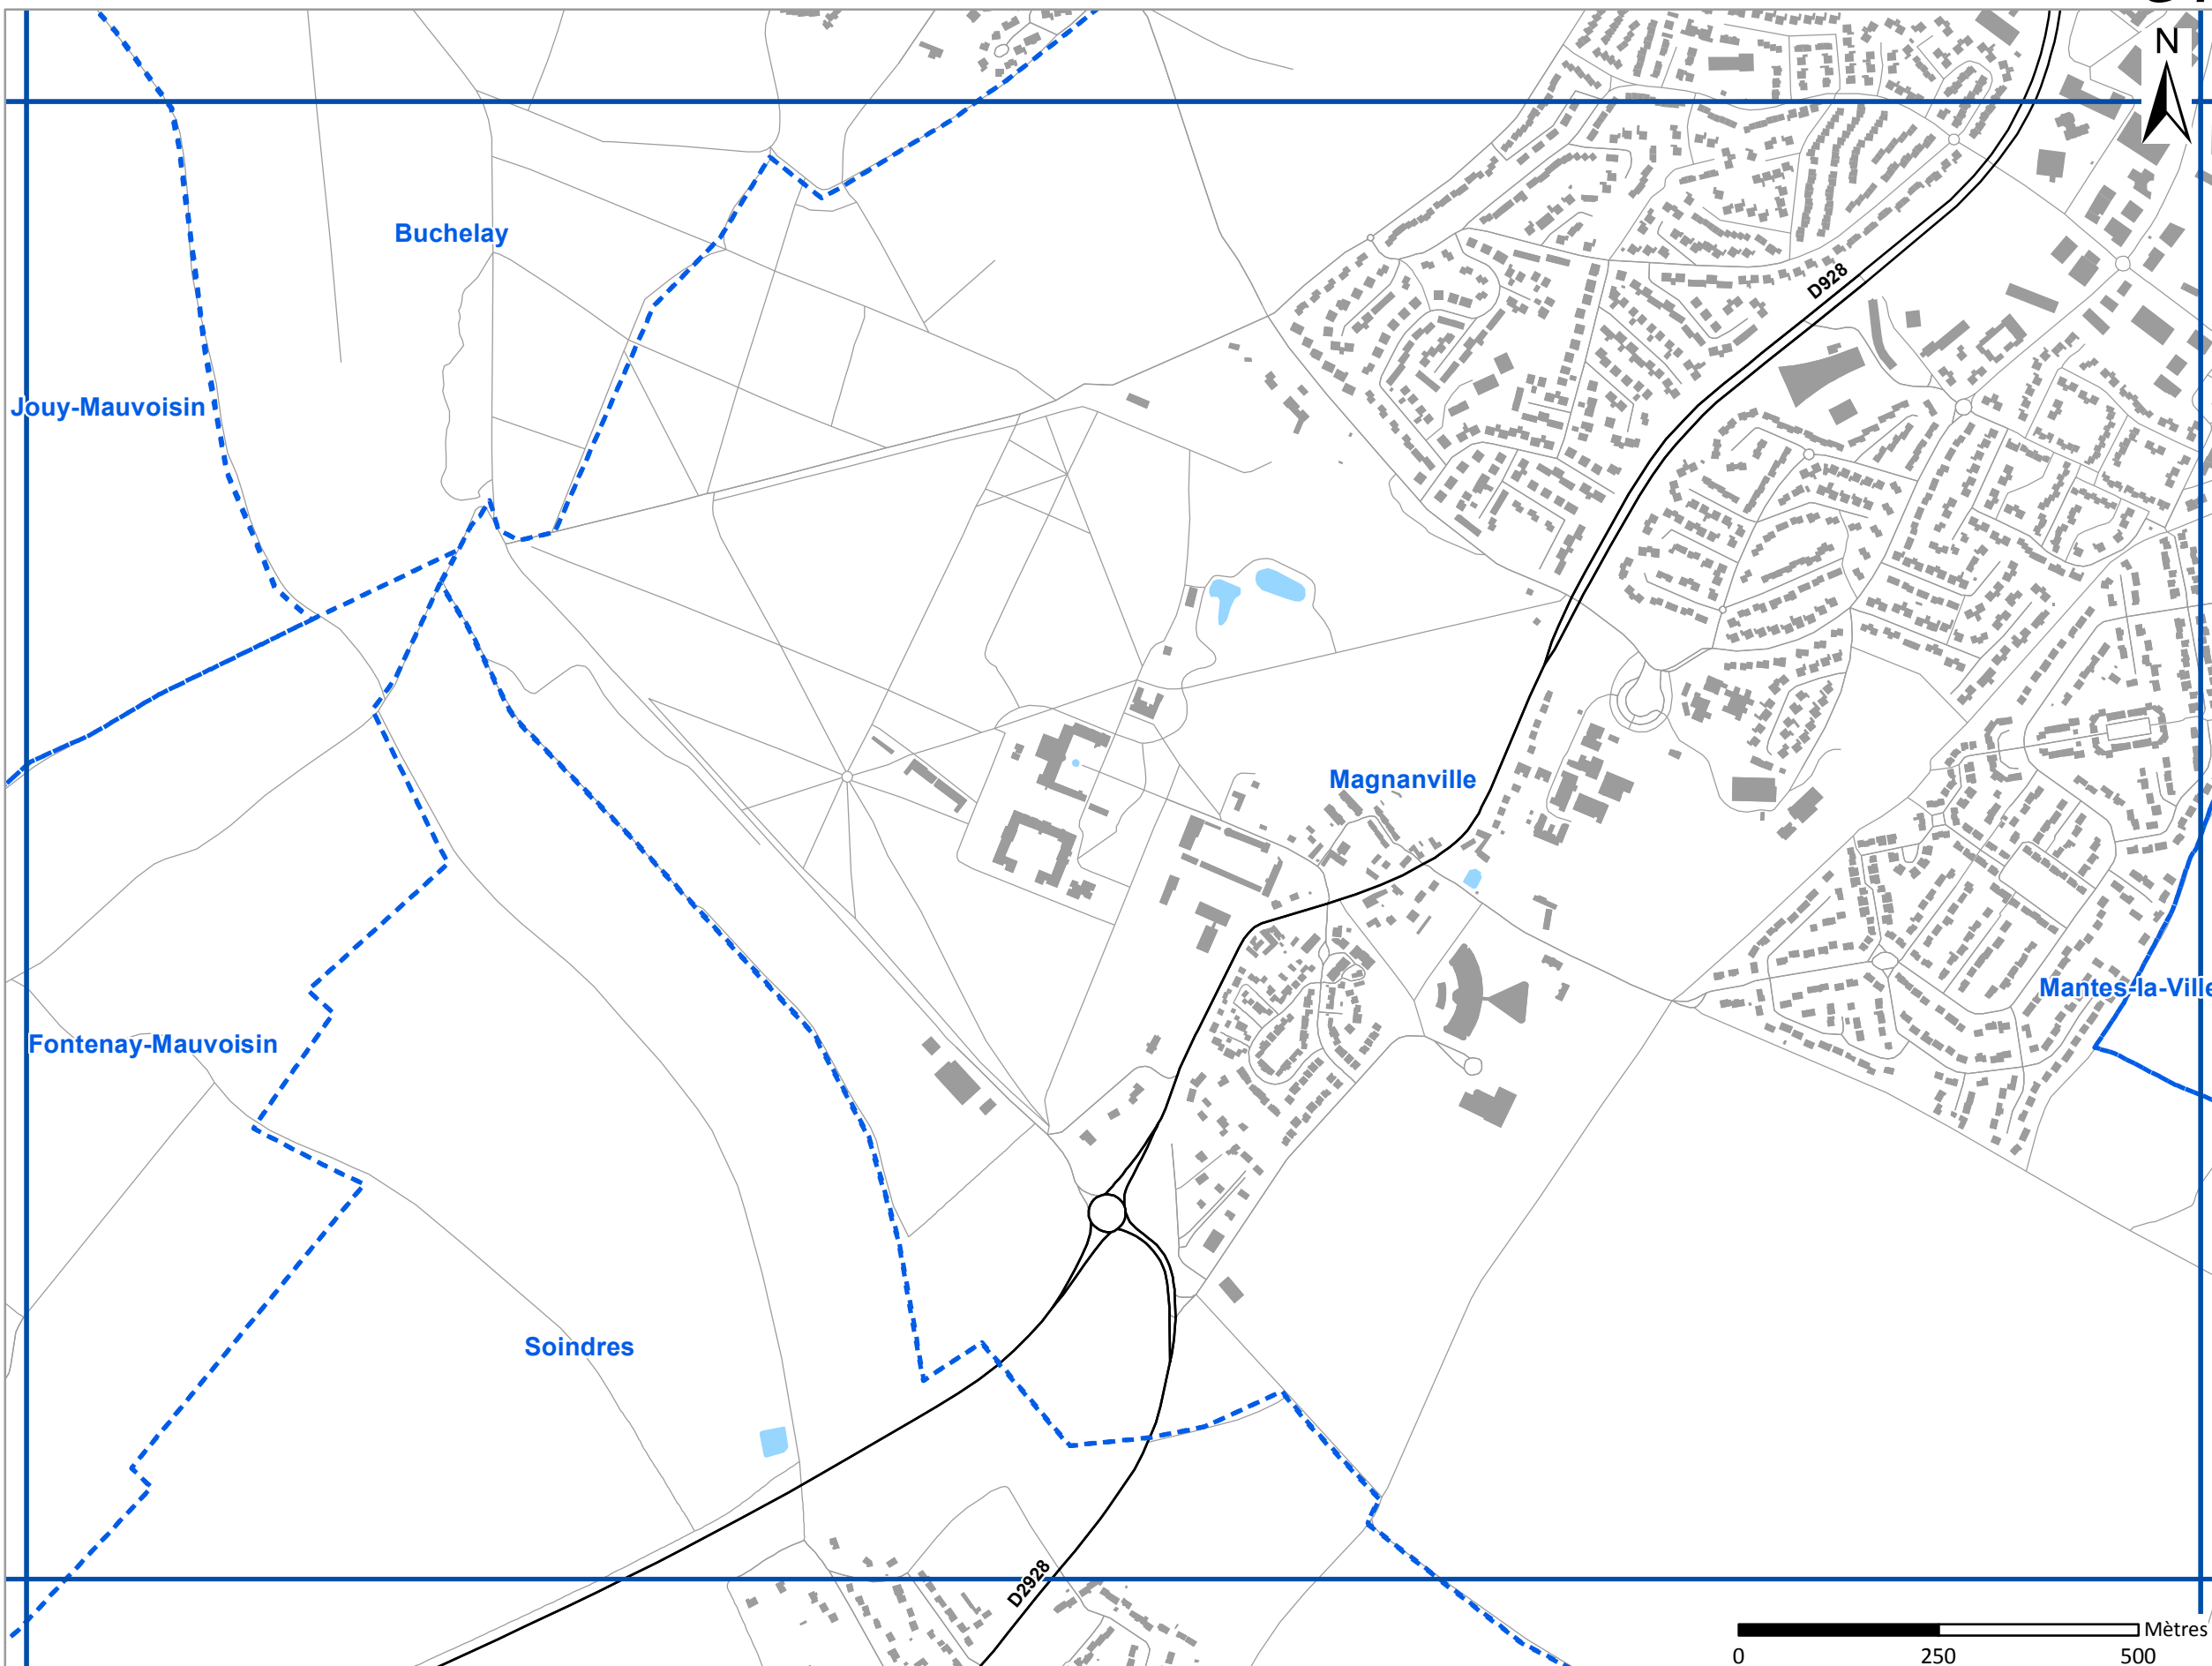 N
Buchelay
D928
Jouy-Mauvoisin
Magnanville
Mantes-la-Ville
Fontenay-Mauvoisin
Soindres
D2928
Mètres
0 250 500